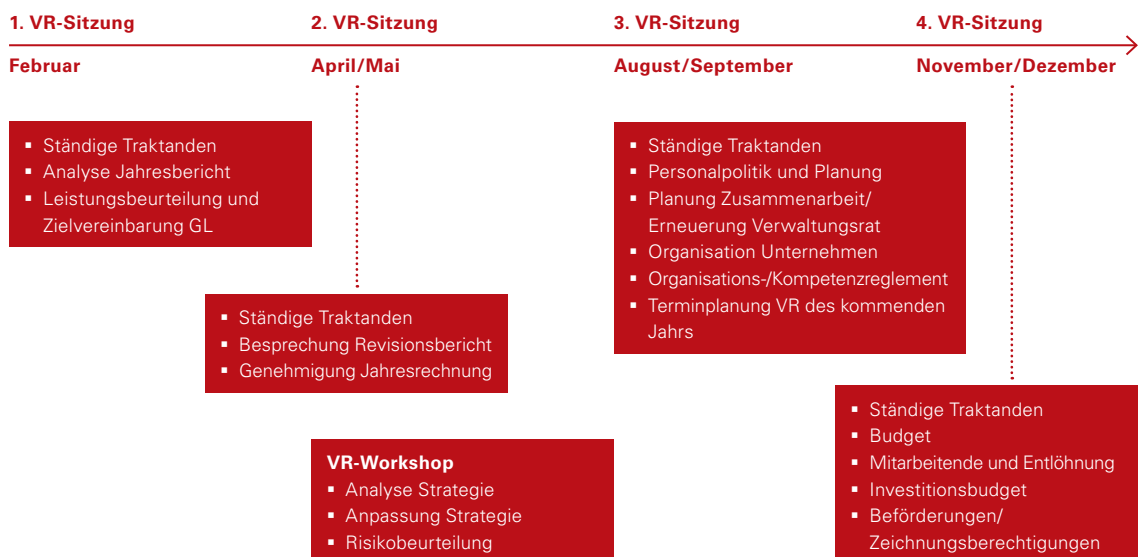 1. VR-Sitzung
2. VR-Sitzung
3. VR-Sitzung
4. VR-Sitzung
Februar
April/Mai
August/September
November/Dezember
▪ Ständige Traktanden
▪ Analyse Jahresbericht
▪ Leistungsbeurteilung und
Zielvereinbarung GL
▪ Ständige Traktanden
▪ Besprechung Revisionsbericht
▪ Genehmigung Jahresrechnung
VR-Workshop
▪ Analyse Strategie
▪ Anpassung Strategie
▪ Risikobeurteilung
▪ Ständige Traktanden
▪ Personalpolitik und Planung
▪ Planung Zusammenarbeit/
Erneuerung Verwaltungsrat
▪ Organisation Unternehmen
▪ Organisations-/Kompetenzreglement
▪ Terminplanung VR des kommenden
Jahrs
▪ Ständige Traktanden
▪ Budget
▪ Mitarbeitende und Entlöhnung
▪ Investitionsbudget
▪ Beförderungen/
Zeichnungsberechtigungen